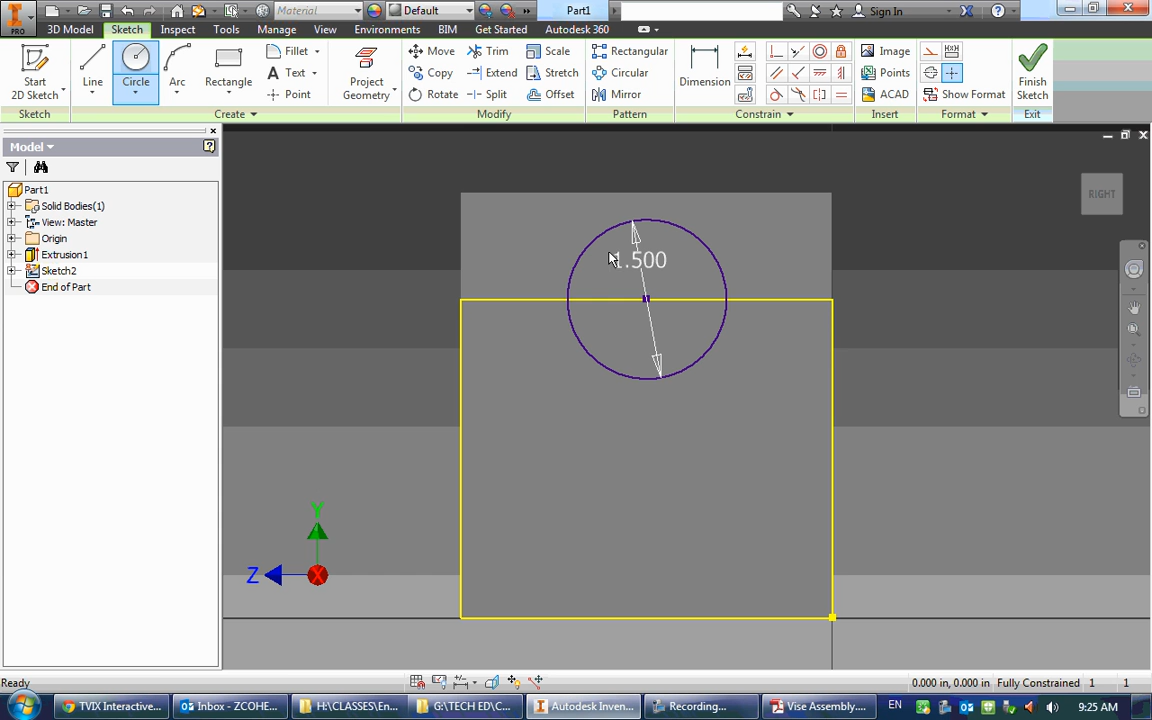 Material
Default
Part1
Sign In
PRO
3D Model
Sketch
Inspect
Tools
Manage
View
Environments
BIM
Get Started
Autodesk 360
Start
2D Sketch
Line
Circle
Arc
Rectangle
Fillet
Text
Point
Project
Geometry
Move
Copy
Rotate
Trim
Extend
Split
Scale
Stretch
Offset
Rectangular
Circular
Mirror
Dimension
Image
Points
ACAD
Show Format
Finish
Sketch
Sketch
Create
Modify
Pattern
Constrain
Insert
Format
Exit
Model
Part1
Solid Bodies(1)
View: Master
Origin
Extrusion1
Sketch2
End of Part
RIGHT
1.500
Y
Z
X
Ready
0.000 in, 0.000 in
Fully Constrained
1
1
TVIX Interactive...
Inbox - ZCOHE...
H:\CLASSES\En...
G:\TECH ED\C...
Autodesk Inven...
Recording...
Vise Assembly....
EN
9:25 AM